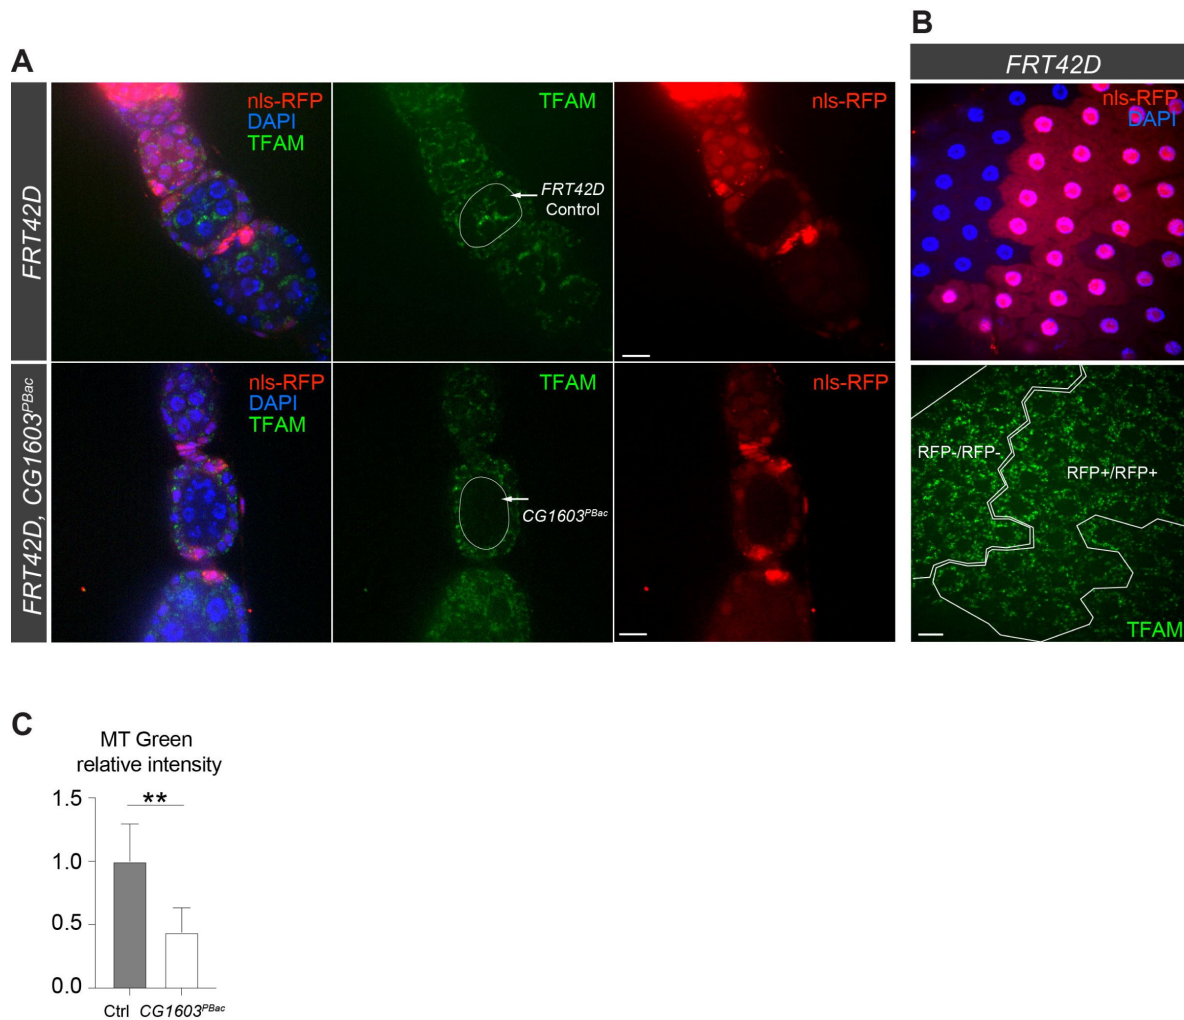 A
FRT42D
nls-RFP
DAPI
TFAM
TFAM
FRT42D
Control
nls-RFP
FRT42D, CG1603PBac
nls-RFP
DAPI
TFAM
TFAM
CG1603PBac
nls-RFP
B
FRT42D
nls-RFP
DAPI
RFP-/RFP-
RFP+/RFP+
TFAM
C
MT Green
relative intensity
**
1.5
1.0
0.5
0.0
Ctrl CG1603PBac